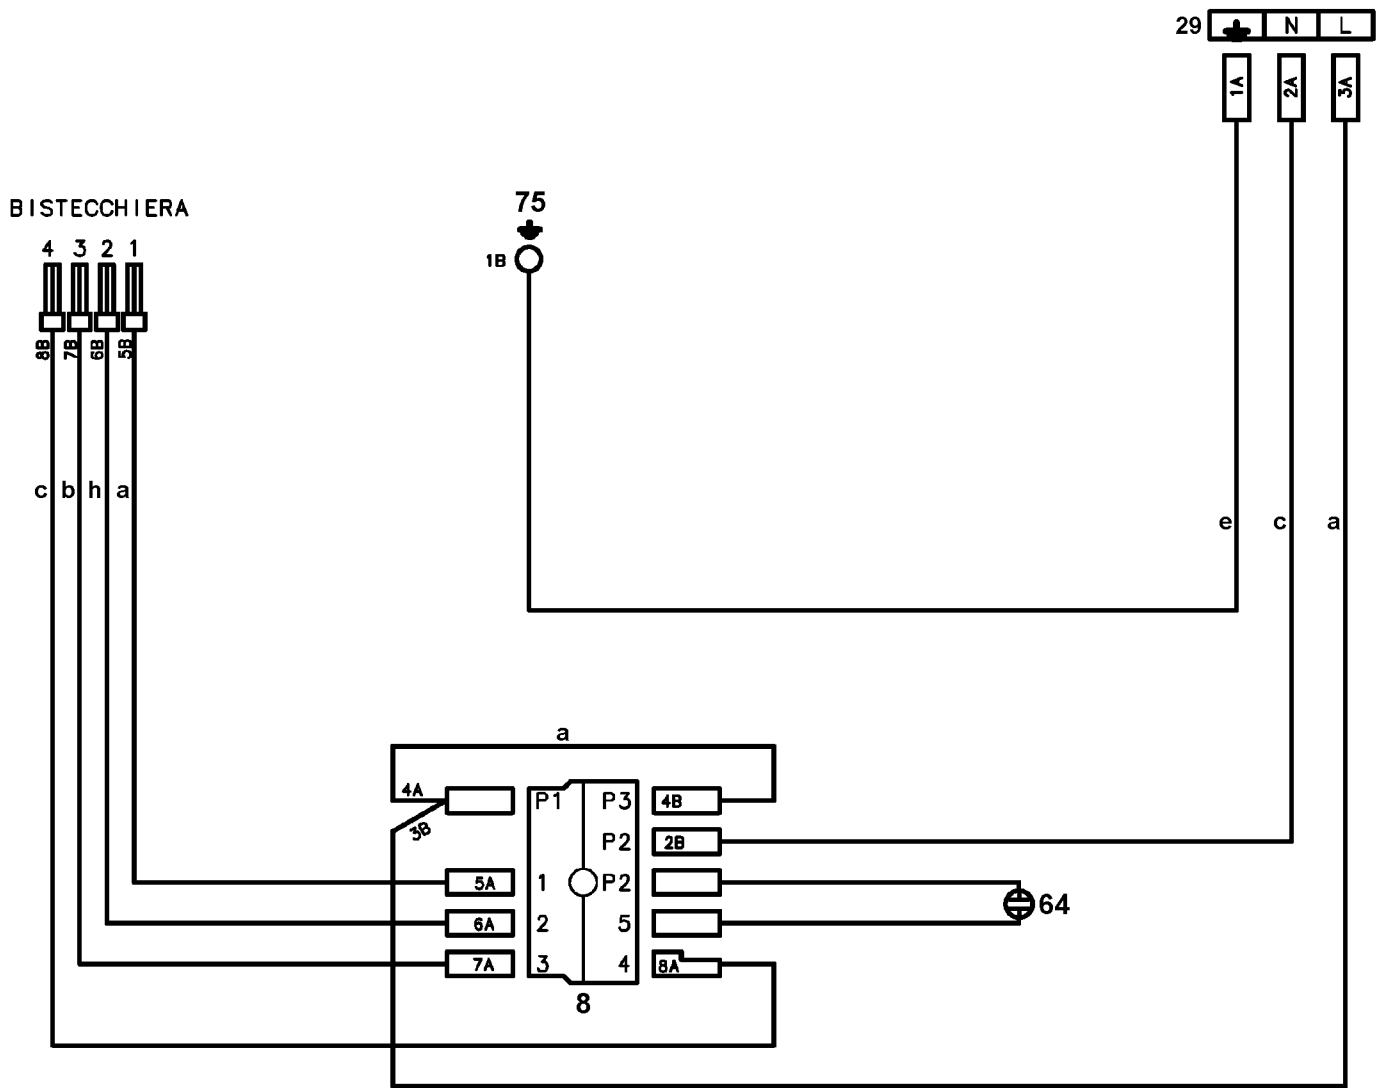 29 N L
1A 2A 3A
BISTECCHIERA
75
4 3 2 1
1B
8B 7B 6B 5B
c b h a
e c a
a
4A P1 P3 4B
3B
P2 2B
5A 1 P2
64
6A 2 5
7A 3 4 8A
8